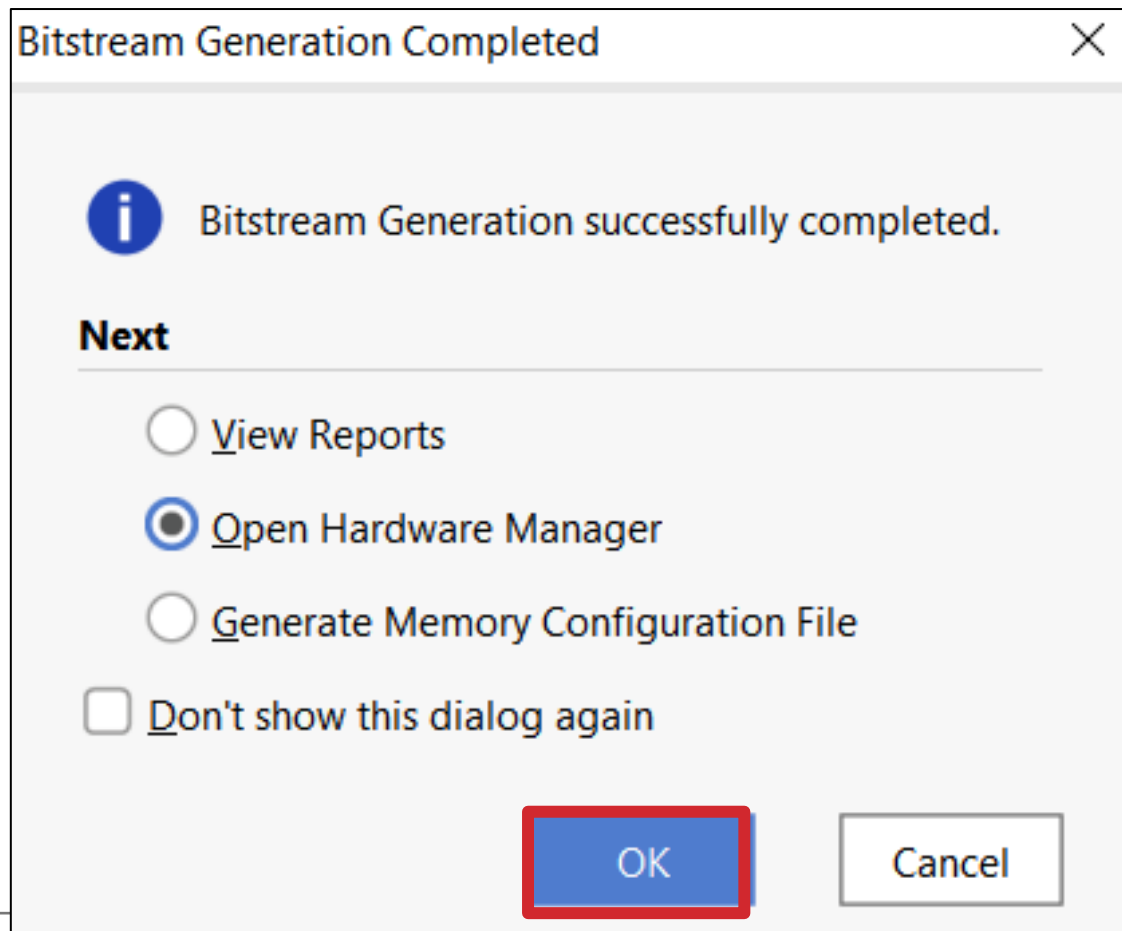 Bitstream Generation Completed
Bitstream Generation successfully completed.
Next
View Reports
Open Hardware Manager
Generate Memory Configuration File
Don't show this dialog again
OK
Cancel